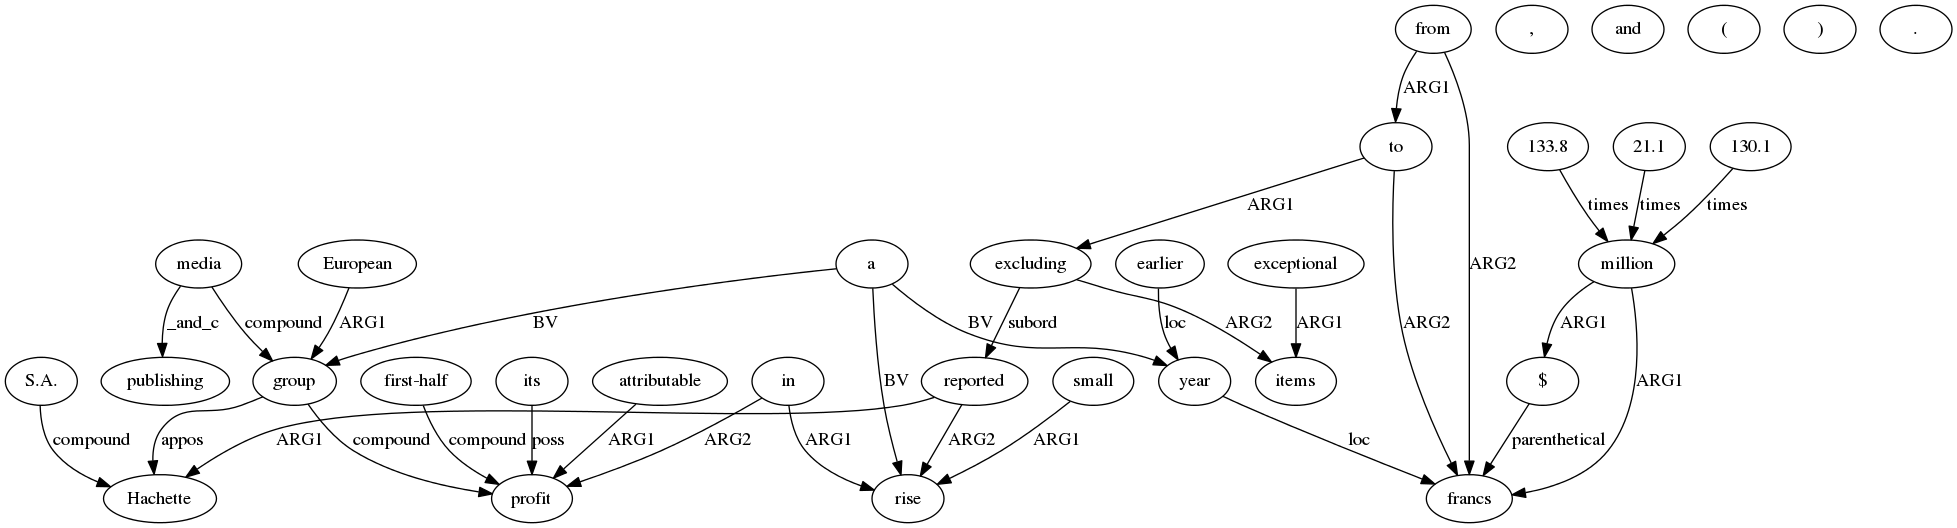 from , and ( ) .
ARG1
to 133.8 21.1 130.1
ARG1 times times times
media European a excluding earlier exceptional ARG2 million
_and_c compound ARG1 BV BV subord loc ARG2 ARG1 ARG2 ARG1
S.A. publishing group first-half its attributable in reported small year items $
BV ARG1
compound appos ARG1 compound compound poss ARG1 ARG2 ARG1 ARG2 ARG1 loc parenthetical
Hachette profit rise francs